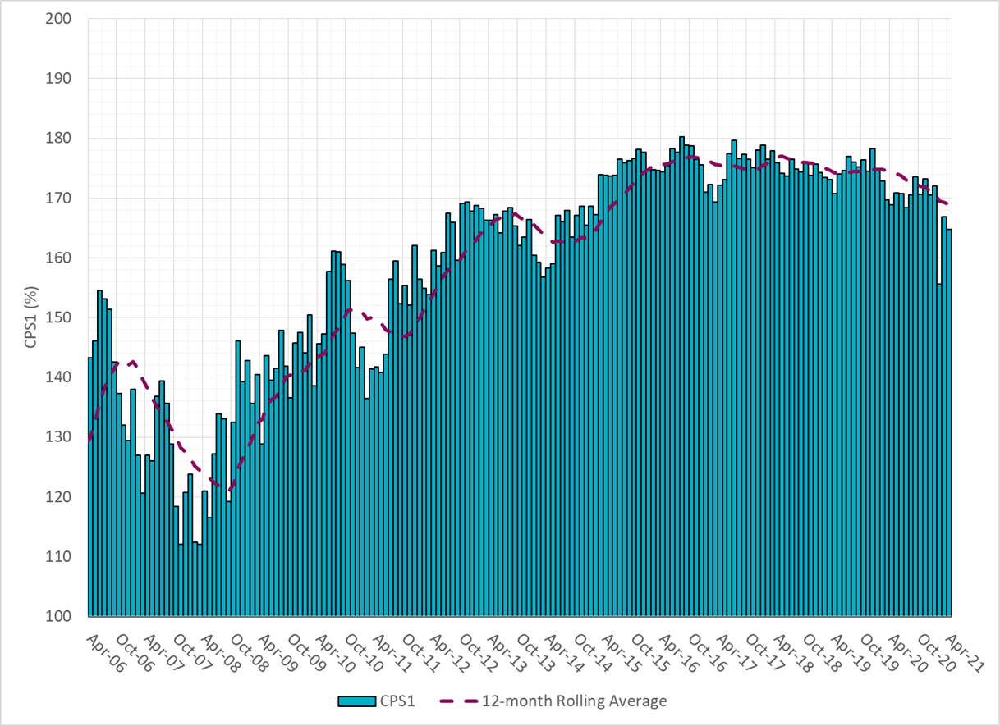 200
190
180
170
160
150
140
130
120
110
100
CPS1 (%)
Apr-06
Oct-06
Apr-07
Oct-07
Apr-08
Oct-08
Apr-09
Oct-09
Apr-10
Oct-10
Apr-11
Oct-11
Apr-12
Oct-12
Apr-13
Oct-13
Apr-14
Oct-14
Apr-15
Oct-15
Apr-16
Oct-16
Apr-17
Oct-17
Apr-18
Oct-18
Apr-19
Oct-19
Apr-20
Oct-20
Apr-21
CPS1
12-month Rolling Average